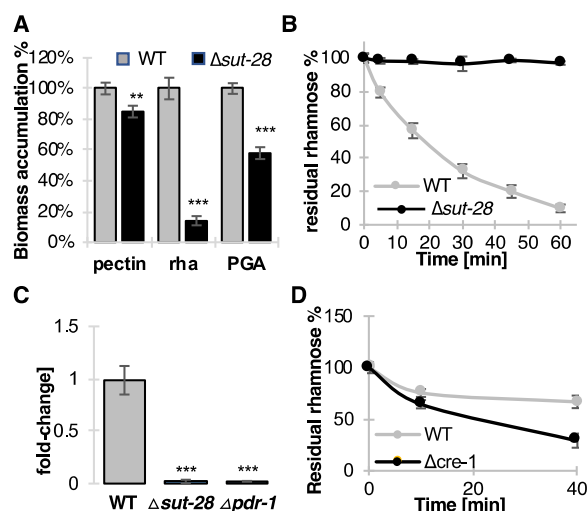 A
Biomass accumulation %
120%
100%
80%
60%
40%
20%
0%
WT
Δsut-28
**
***
***
pectin
rha
PGA
B
residual rhamnose %
100
80
60
40
20
0
WT
Δsut-28
0 10 20 30 40 50 60
Time [min]
C
fold-change]
1.5
1
0.5
0
***
***
WT
Δsut-28
Δpdr-1
D
Residual rhamnose %
150
100
50
0
WT
Δcre-1
0 20 40
Time [min]